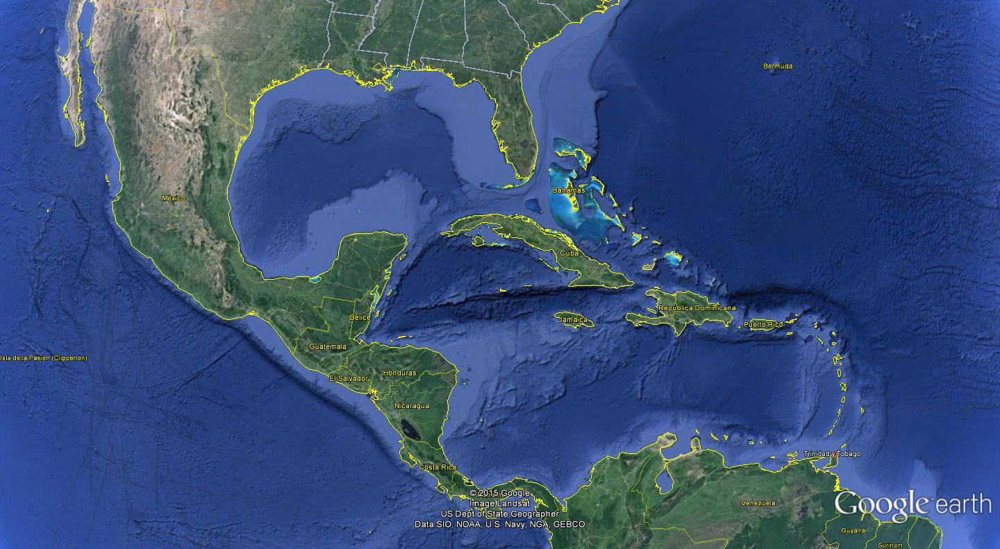 Bermuda
Bahamas
México
Cuba
República Dominicana
Belice
Jamaica
Puerto Rico
Guatemala
Isla de la Pasión (Clipperton)
El Salvador
Honduras
Nicaragua
Trinidad y Tobago
Costa Rica
© 2015 Google
Image Landsat
US Dept of State Geographer
Data SIO, NOAA, U.S. Navy, NGA, GEBCO
Venezuela
Google earth
Guyana
Surinam